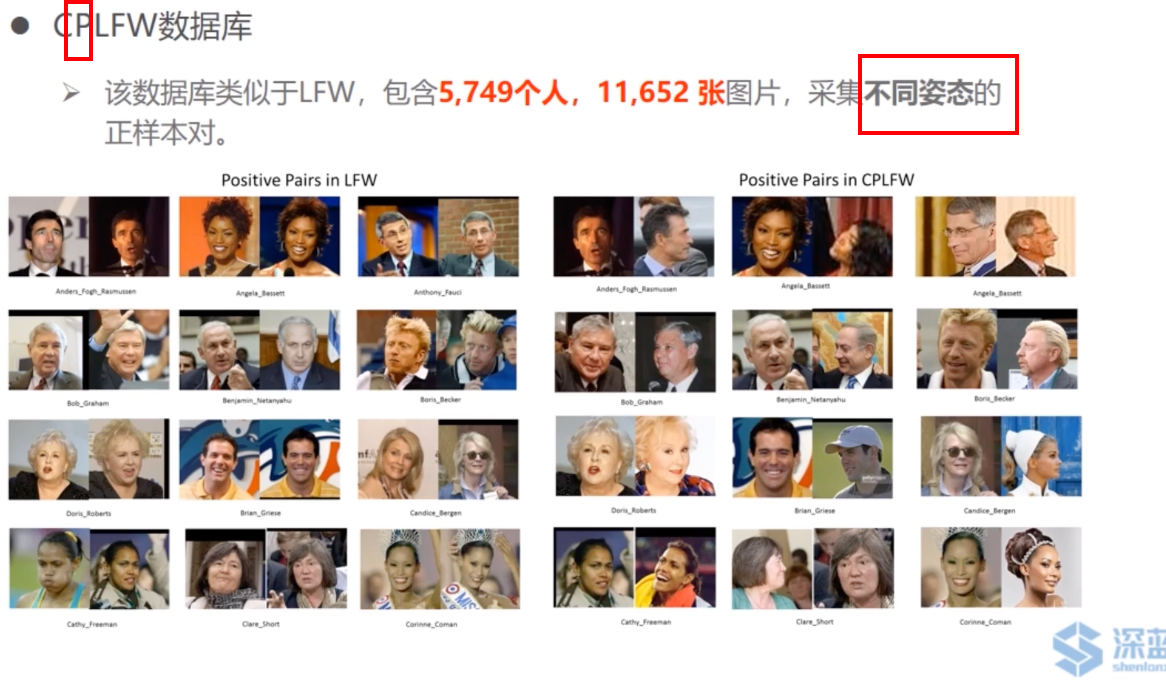 CPLFW数据库
该数据库类似于LFW，包含5,749个人，11,652 张图片，采集不同姿态的
正样本对。
Positive Pairs in LFW
Positive Pairs in CPLFW
Anders_Fogh_Rasmussen
Angela_Bassett
Anthony_Fauci
Anders_Fogh_Rasmussen
Angela_Bassett
Angela_Bassett
Bob_Graham
Benjamin_Netanyahu
Boris_Becker
Bob_Graham
Benjamin_Netanyahu
Boris_Becker
Doris_Roberts
Brian_Griese
Candice_Bergen
Doris_Roberts
Brian_Griese
Candice_Bergen
Cathy_Freeman
Clare_Short
Corinne_Coman
Cathy_Freeman
Clare_Short
Corinne_Coman
深蓝